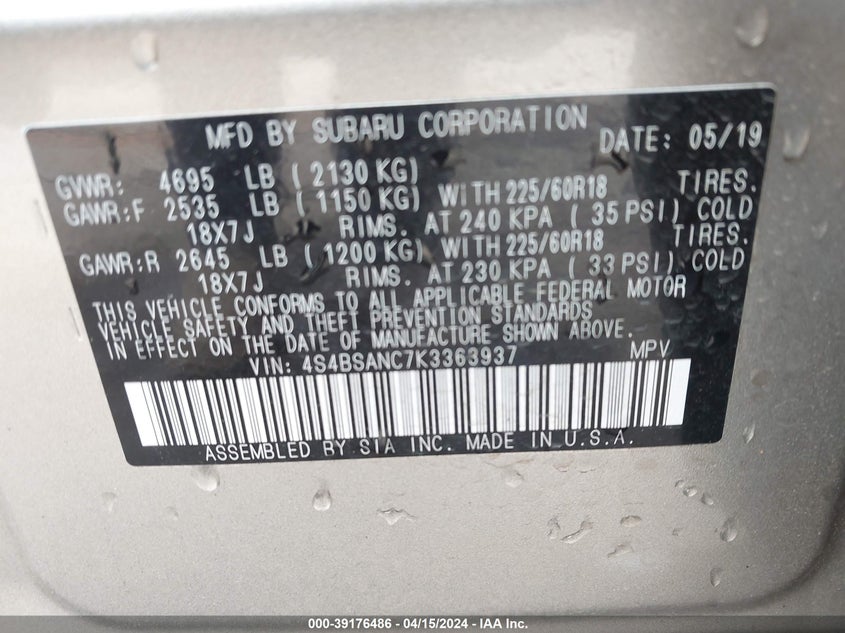 MFD BY SUBARU CORPORATION DATE: 05/19
GVWR: 4695 LB ( 2130 KG)
GAWR:F 2535 LB ( 1150 KG) WITH 225/60R18 TIRES.
18X7J RIMS. AT 240 KPA ( 35 PSI) COLD
GAWR:R 2645 LB ( 1200 KG) WITH 225/60R18 TIRES.
18X7J RIMS. AT 230 KPA ( 33 PSI) COLD
THIS VEHICLE CONFORMS TO ALL APPLICABLE FEDERAL MOTOR
VEHICLE SAFETY AND THEFT PREVENTION STANDARDS
IN EFFECT ON THE DATE OF MANUFACTURE SHOWN ABOVE.
VIN: 4S4BSANC7K3363937 MPV
ASSEMBLED BY SIA INC. MADE IN U.S.A.
000-39176486 - 04/15/2024 - IAA Inc.